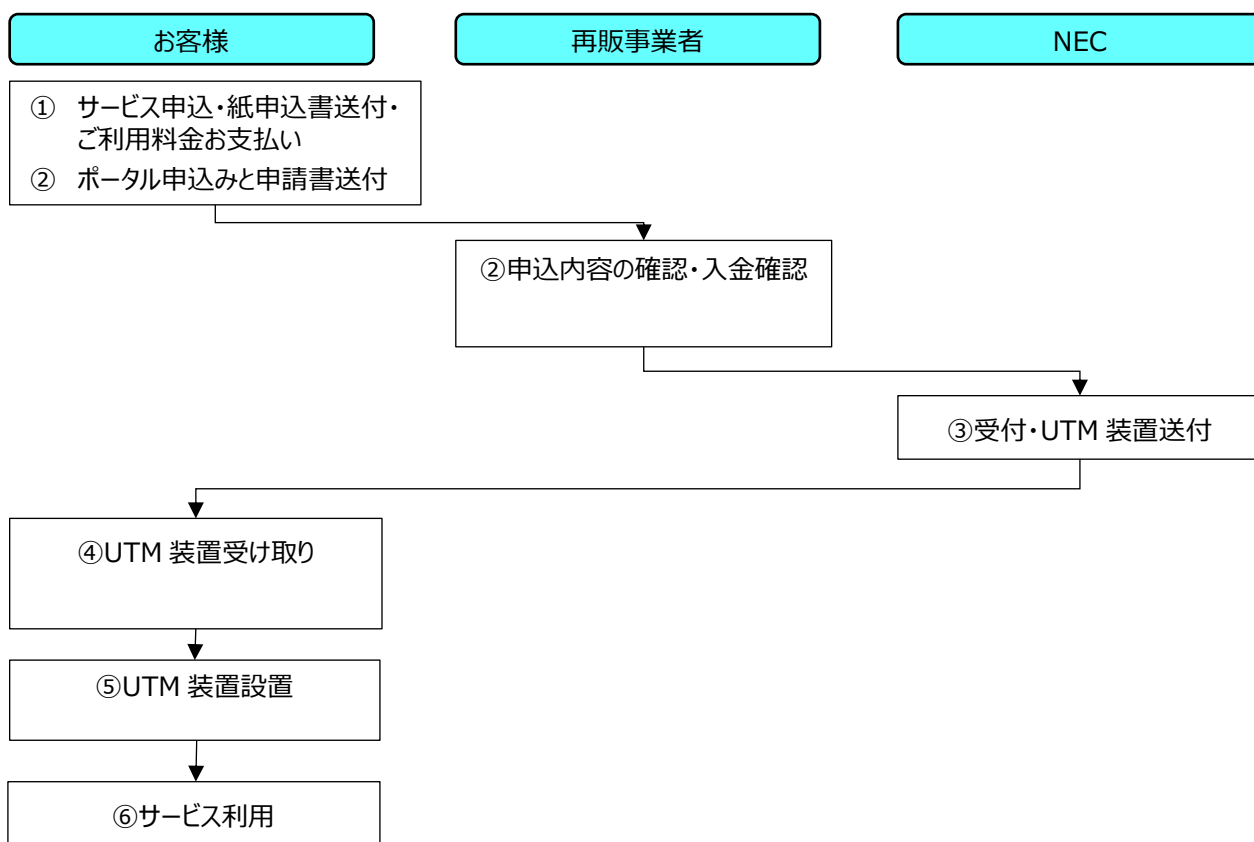 お客様
再販事業者
NEC
① サービス申込・紙申込書送付・
ご利用料金お支払い
② ポータル申込みと申請書送付
②申込内容の確認・入金確認
③受付・UTM 装置送付
④UTM 装置受け取り
⑤UTM 装置設置
⑥サービス利用